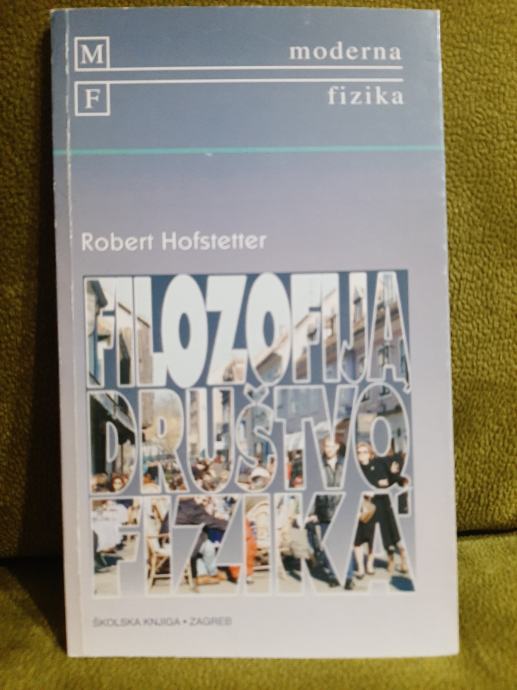 M moderna
F fizika
Robert Hofstetter
FILOZOFIJA,
DRUŠTVO,
FIZIKA
ŠKOLSKA KNJIGA • ZAGREB